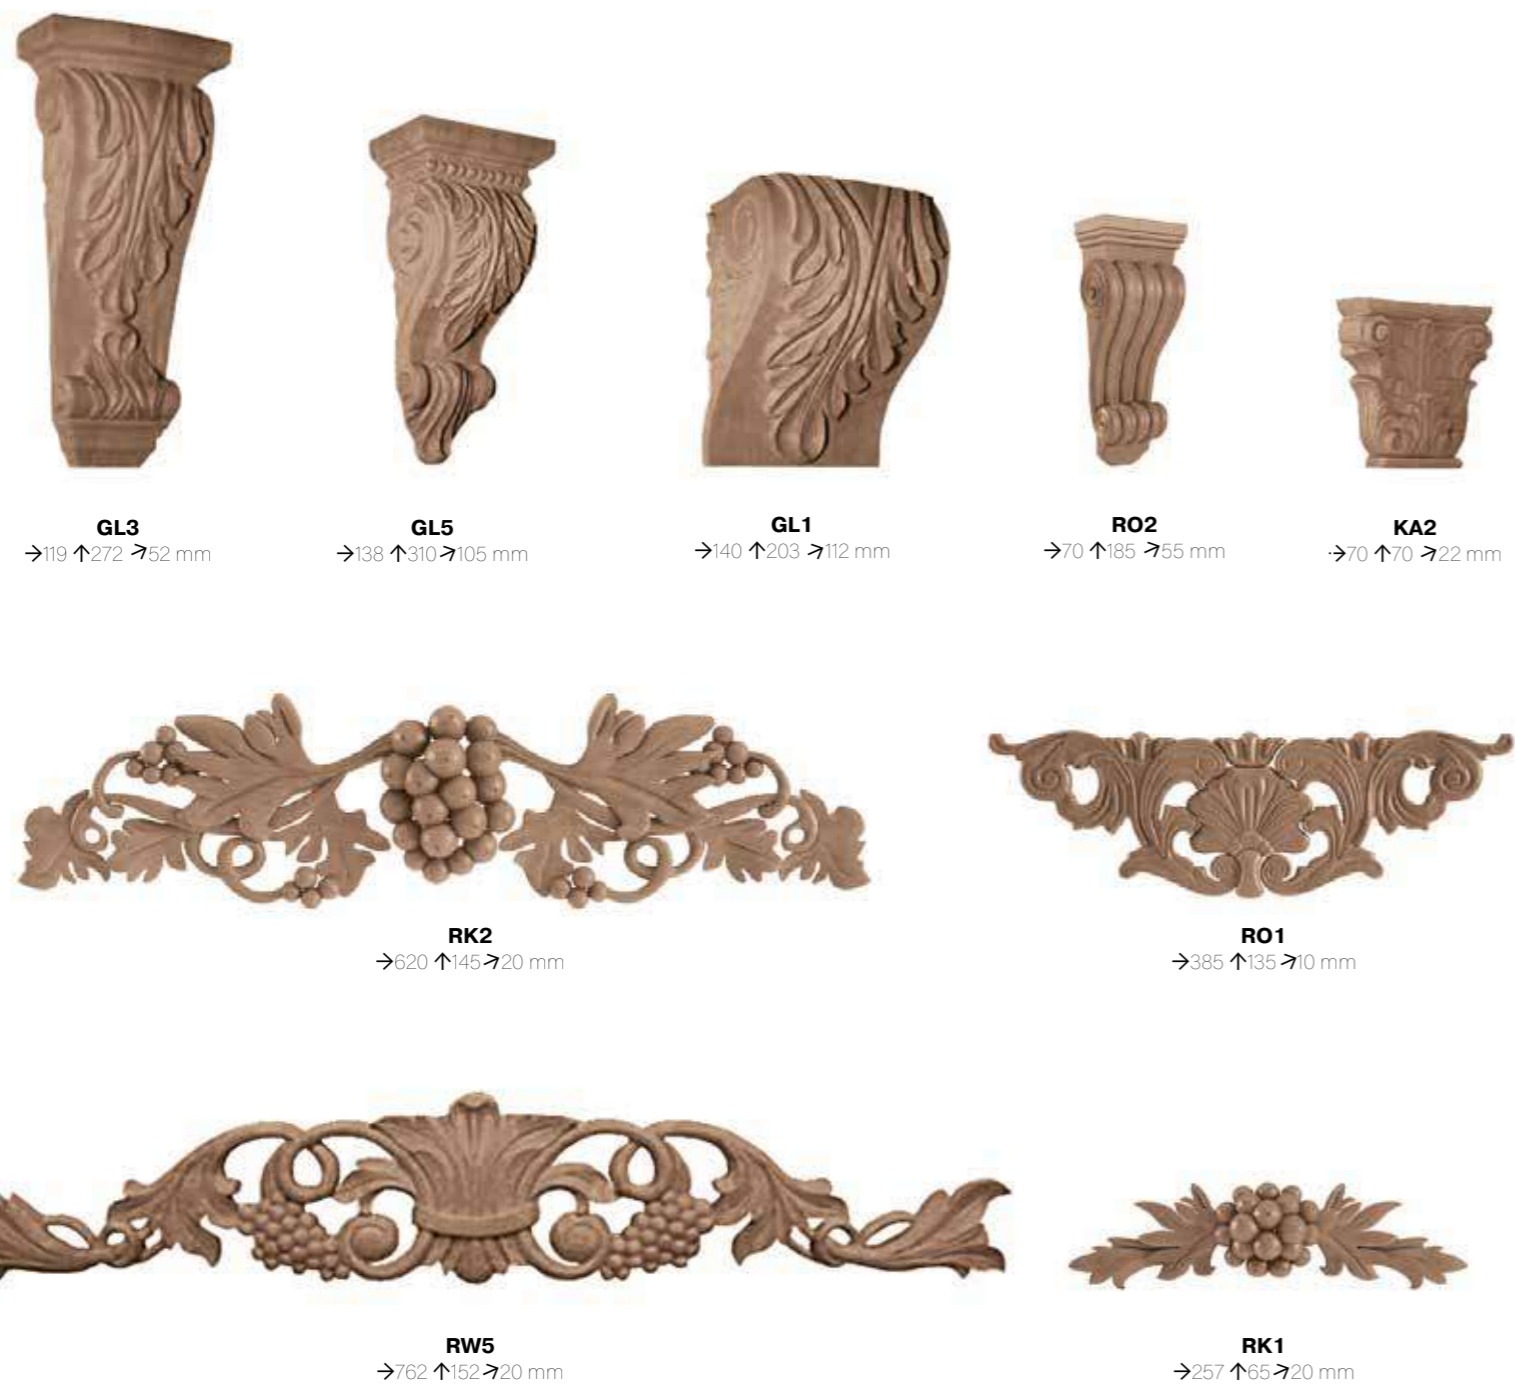 GL3
→119 ↑272 ↗52 mm
GL5
→138 ↑310 ↗105 mm
GL1
→140 ↑203 ↗112 mm
RO2
→70 ↑185 ↗55 mm
KA2
→70 ↑70 ↗22 mm
RK2
→620 ↑145 ↗20 mm
RO1
→385 ↑135 ↗10 mm
RW5
→762 ↑152 ↗20 mm
RK1
→257 ↑65 ↗20 mm